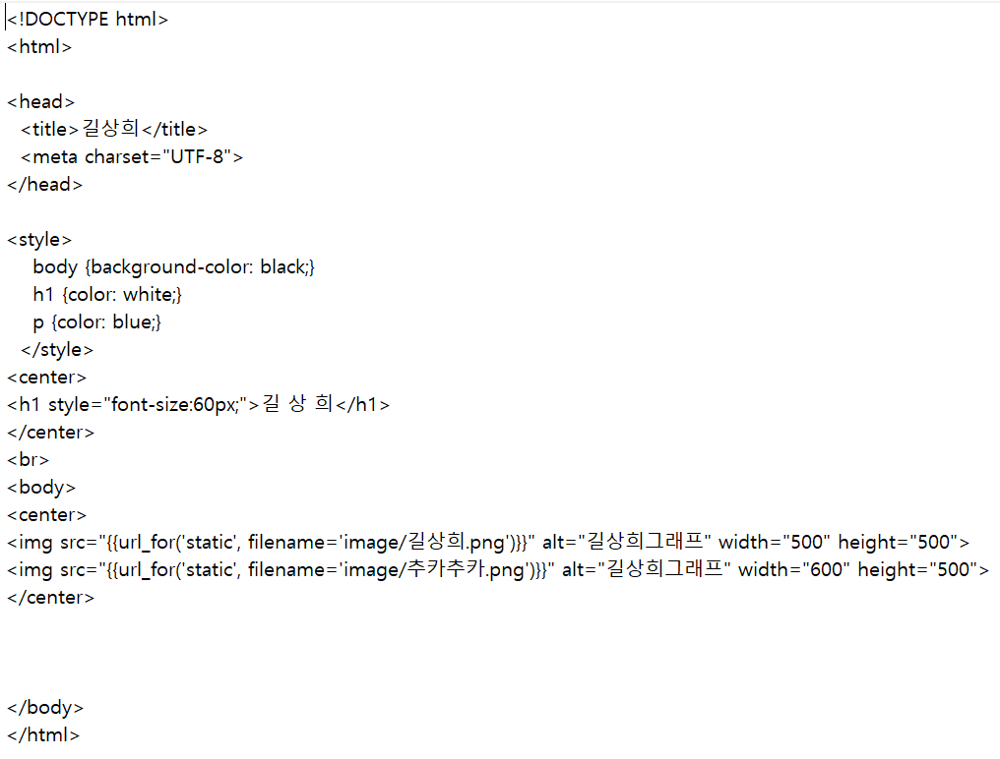 <!DOCTYPE html>
<html>
<head>
<title>길상희</title>
<meta charset="UTF-8">
</head>
<style>
body {background-color: black;}
h1 {color: white;}
p {color: blue;}
</style>
<center>
<h1 style="font-size:60px;">길 상 희</h1>
</center>
<br>
<body>
<center>
<img src="{{url_for('static', filename='image/길상희.png')}}" alt="길상희그래프" width="500" height="500">
<img src="{{url_for('static', filename='image/추카추카.png')}}" alt="길상희그래프" width="600" height="500">
</center>
</body>
</html>